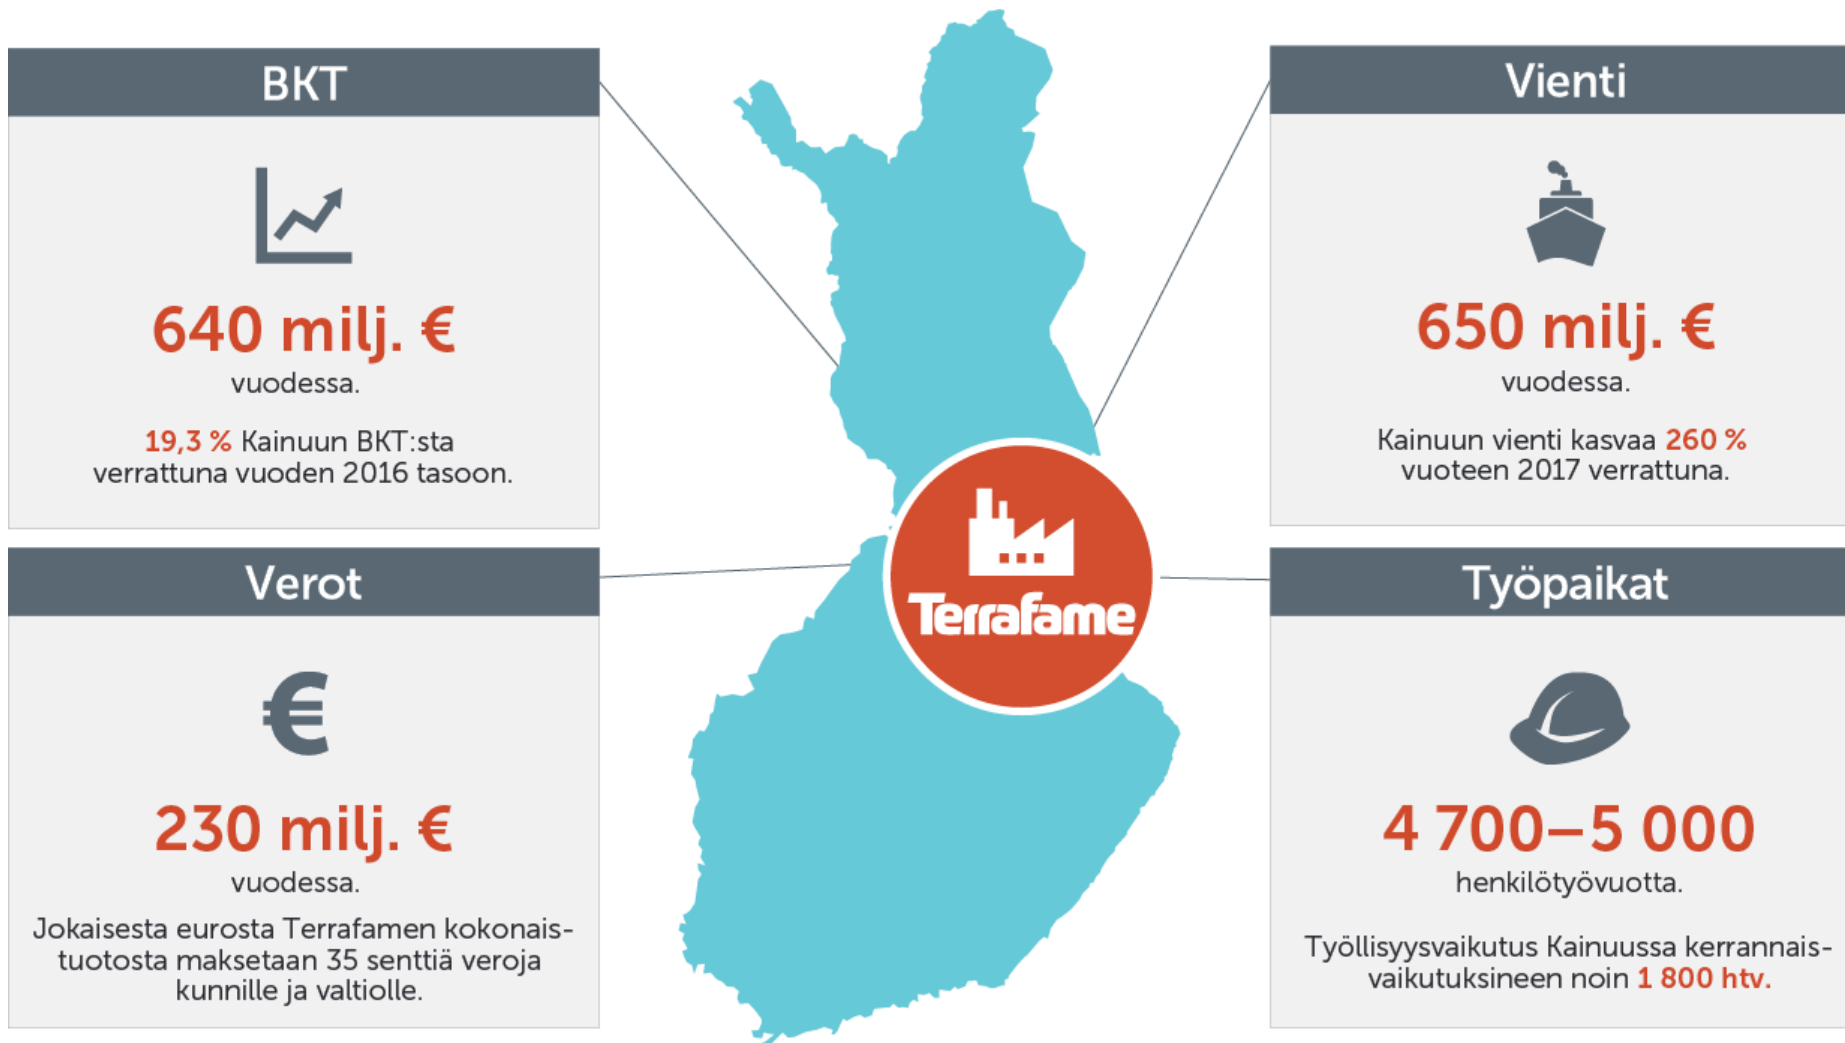 BKT
640 milj. €
vuodessa.
19,3 % Kainuun BKT:sta
verrattuna vuoden 2016 tasoon.
Vienti
650 milj. €
vuodessa.
Kainuun vienti kasvaa 260 %
vuoteen 2017 verrattuna.
Terrafame
Verot
€
230 milj. €
vuodessa.
Jokaisesta eurosta Terrafamen kokonais-
tuotosta maksetaan 35 senttiä veroja
kunnille ja valtiolle.
Työpaikat
4 700–5 000
henkilötyövuotta.
Työllisyysvaikutus Kainuussa kerrannais-
vaikutuksineen noin 1 800 htv.